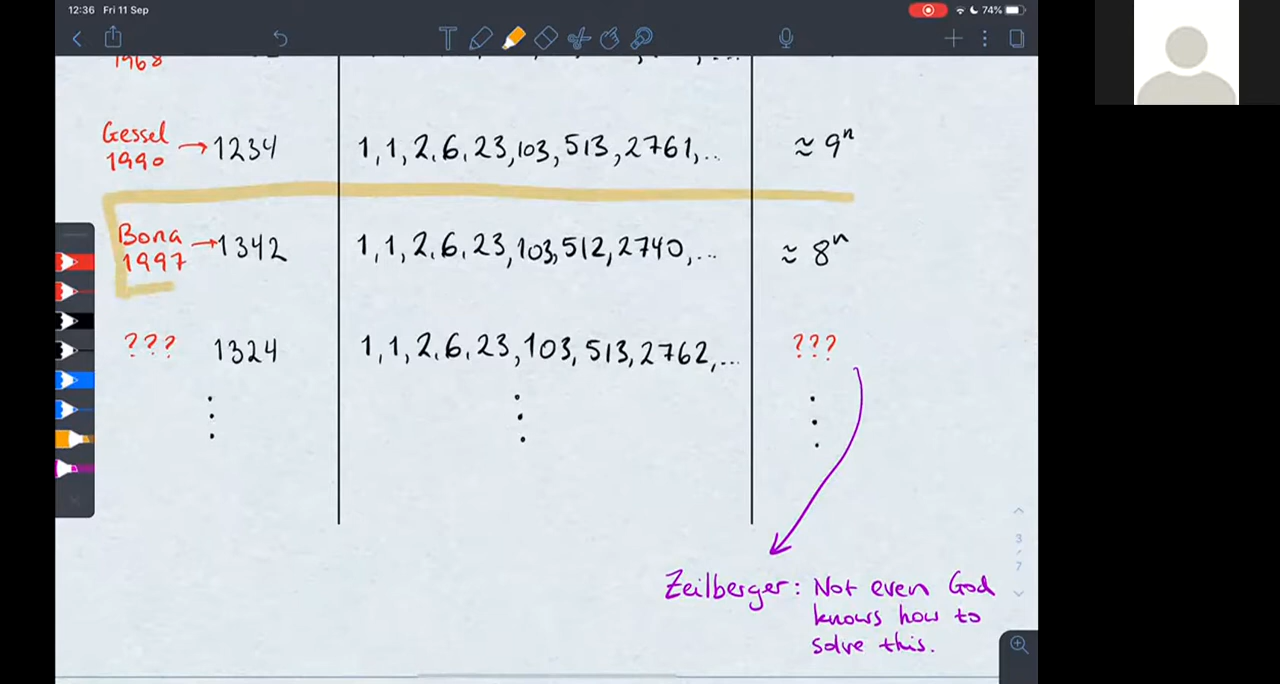 12:36 Fri 11 Sep
74%
1968
Gessel
1990 → 1234
1, 1, 2, 6, 23, 103, 513, 2761, ...
≈ 9ⁿ
Bona
1997 → 1342
1, 1, 2, 6, 23, 103, 512, 2740, ...
≈ 8ⁿ
??? 1324
1, 1, 2, 6, 23, 103, 513, 2762, ...
???
Zeilberger: Not even God
knows how to
solve this.
3
/
7